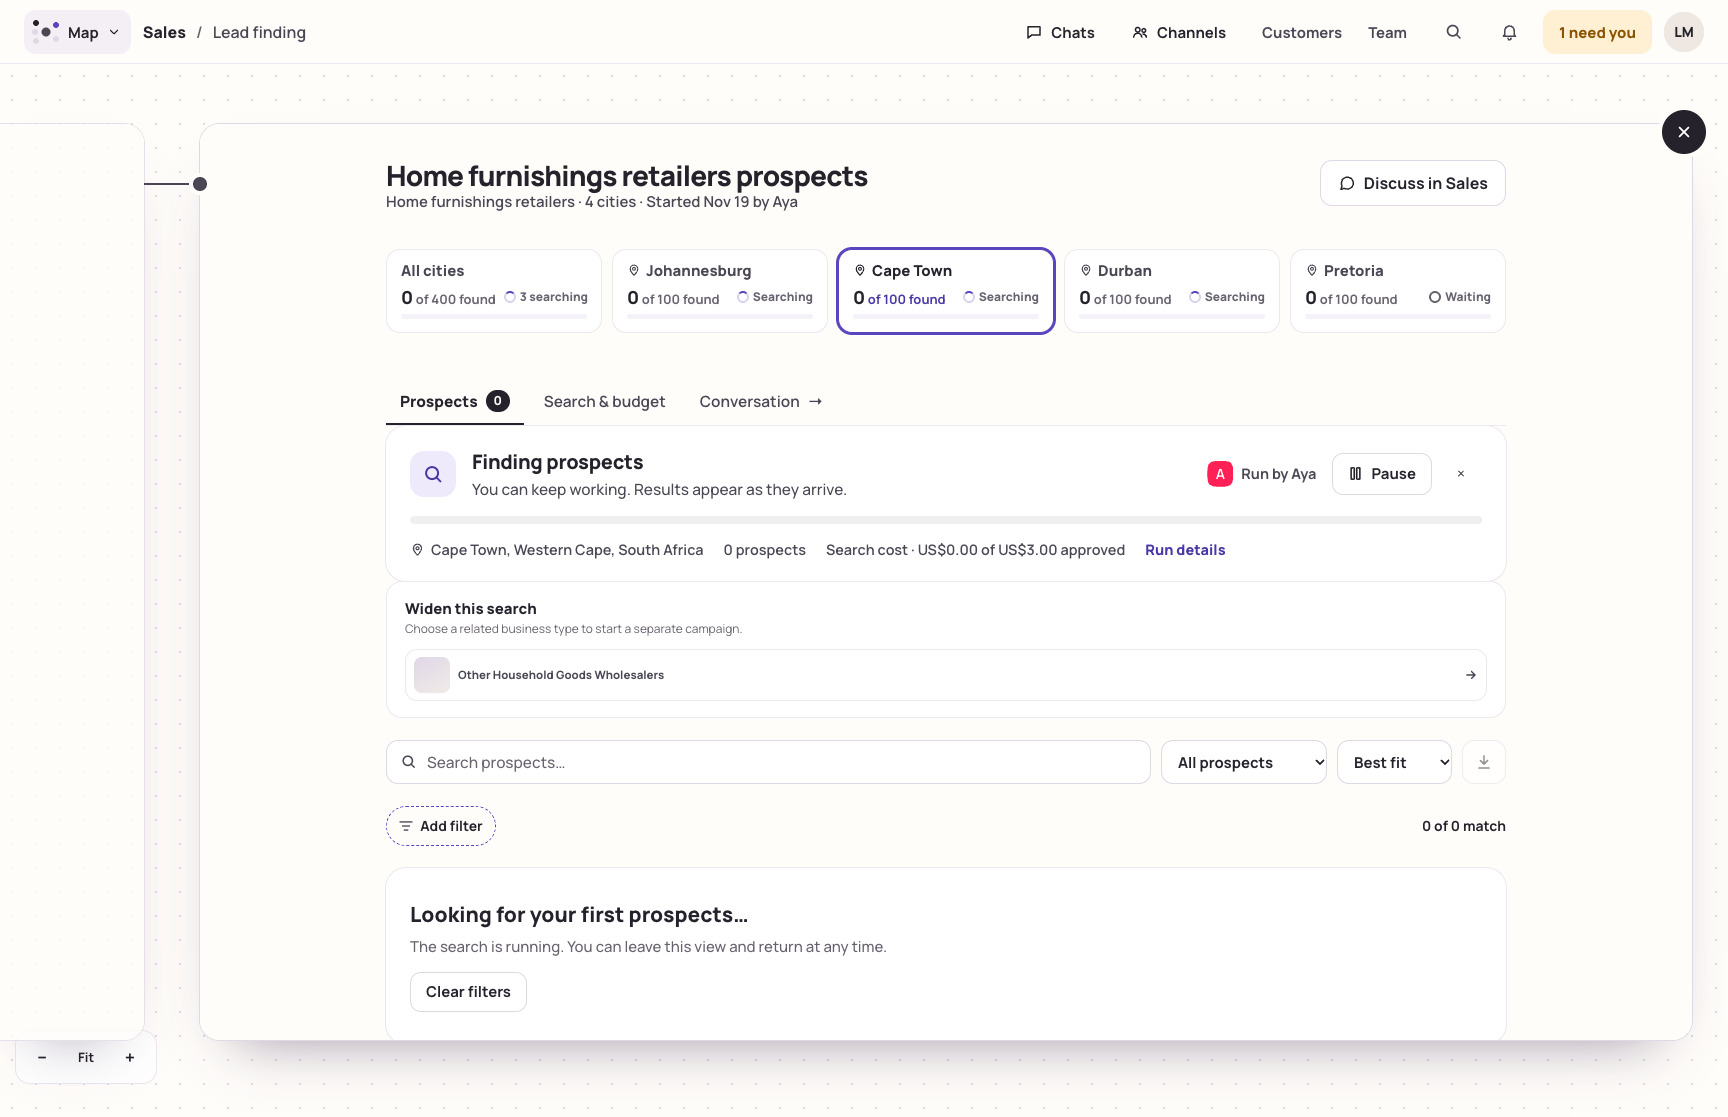 Map
Sales / Lead finding
Chats
Channels
Customers
Team
1 need you
LM
Home furnishings retailers prospects
Home furnishings retailers · 4 cities · Started Nov 19 by Aya
Discuss in Sales
All cities
0 of 400 found
3 searching
Johannesburg
0 of 100 found
Searching
Cape Town
0 of 100 found
Searching
Durban
0 of 100 found
Searching
Pretoria
0 of 100 found
Waiting
Prospects 0
Search & budget
Conversation →
Finding prospects
You can keep working. Results appear as they arrive.
A Run by Aya
Pause
×
Cape Town, Western Cape, South Africa
0 prospects
Search cost · US$0.00 of US$3.00 approved
Run details
Widen this search
Choose a related business type to start a separate campaign.
Other Household Goods Wholesalers
Search prospects…
All prospects
Best fit
Add filter
0 of 0 match
Looking for your first prospects…
The search is running. You can leave this view and return at any time.
Clear filters
− Fit +